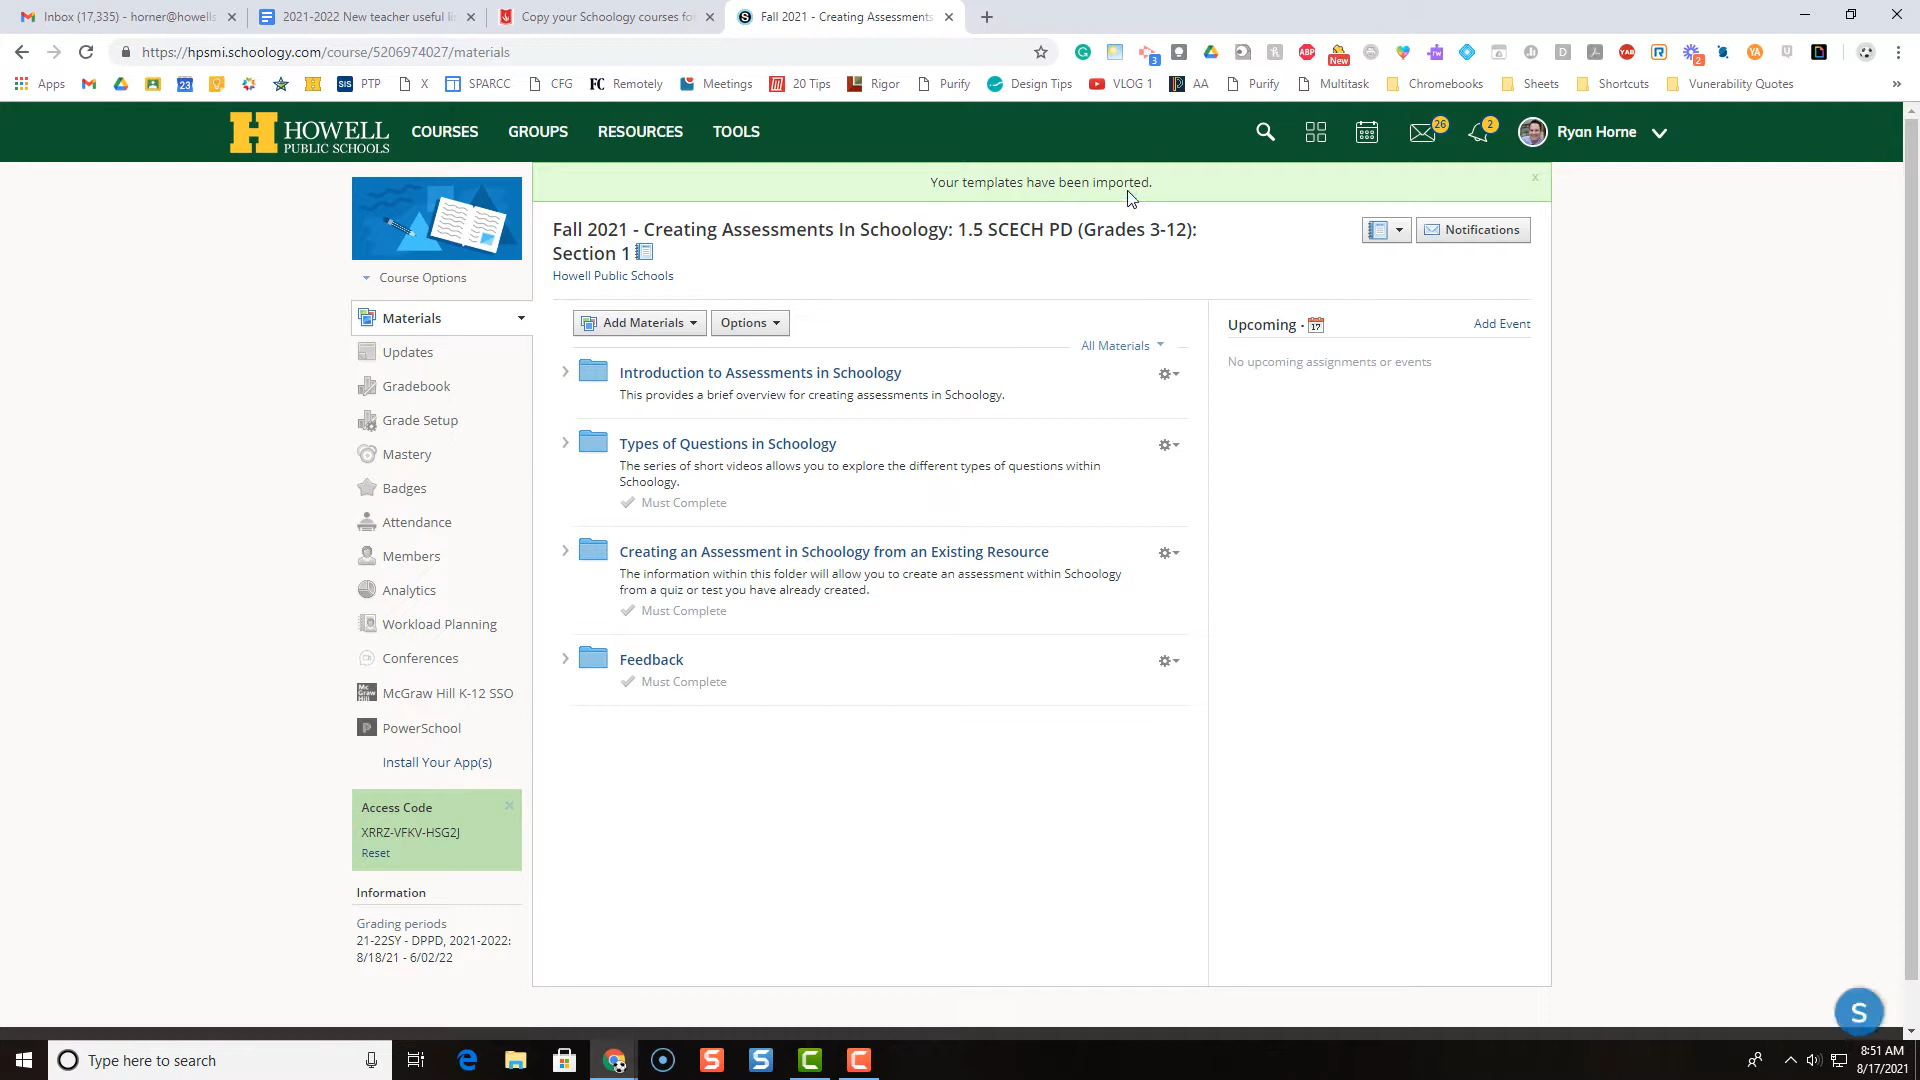 Inbox (17,335) - horner@howells
2021-2022 New teacher useful li
Copy your Schoology courses fo
Fall 2021 - Creating Assessments
https://hpsmi.schoology.com/course/5206974027/materials
Apps
23
SIS PTP
X
SPARCC
CFG
FC Remotely
Meetings
20 Tips
Rigor
Purify
Design Tips
VLOG 1
AA
Purify
Multitask
Chromebooks
Sheets
Shortcuts
Vunerability Quotes
HOWELL
PUBLIC SCHOOLS
COURSES
GROUPS
RESOURCES
TOOLS
26
2
Ryan Horne
Your templates have been imported.
x
Fall 2021 - Creating Assessments In Schoology: 1.5 SCECH PD (Grades 3-12):
Section 1
Howell Public Schools
Notifications
Course Options
Materials
Updates
Gradebook
Grade Setup
Mastery
Badges
Attendance
Members
Analytics
Workload Planning
Conferences
McGraw Hill K-12 SSO
PowerSchool
Install Your App(s)
Access Code
XRRZ-VFKV-HSG2J
Reset
Information
Grading periods
21-22SY - DPPD, 2021-2022:
8/18/21 - 6/02/22
Add Materials
Options
All Materials
Introduction to Assessments in Schoology
This provides a brief overview for creating assessments in Schoology.
Types of Questions in Schoology
The series of short videos allows you to explore the different types of questions within
Schoology.
Must Complete
Creating an Assessment in Schoology from an Existing Resource
The information within this folder will allow you to create an assessment within Schoology
from a quiz or test you have already created.
Must Complete
Feedback
Must Complete
Upcoming · 17
Add Event
No upcoming assignments or events
S
Type here to search
8:51 AM
8/17/2021